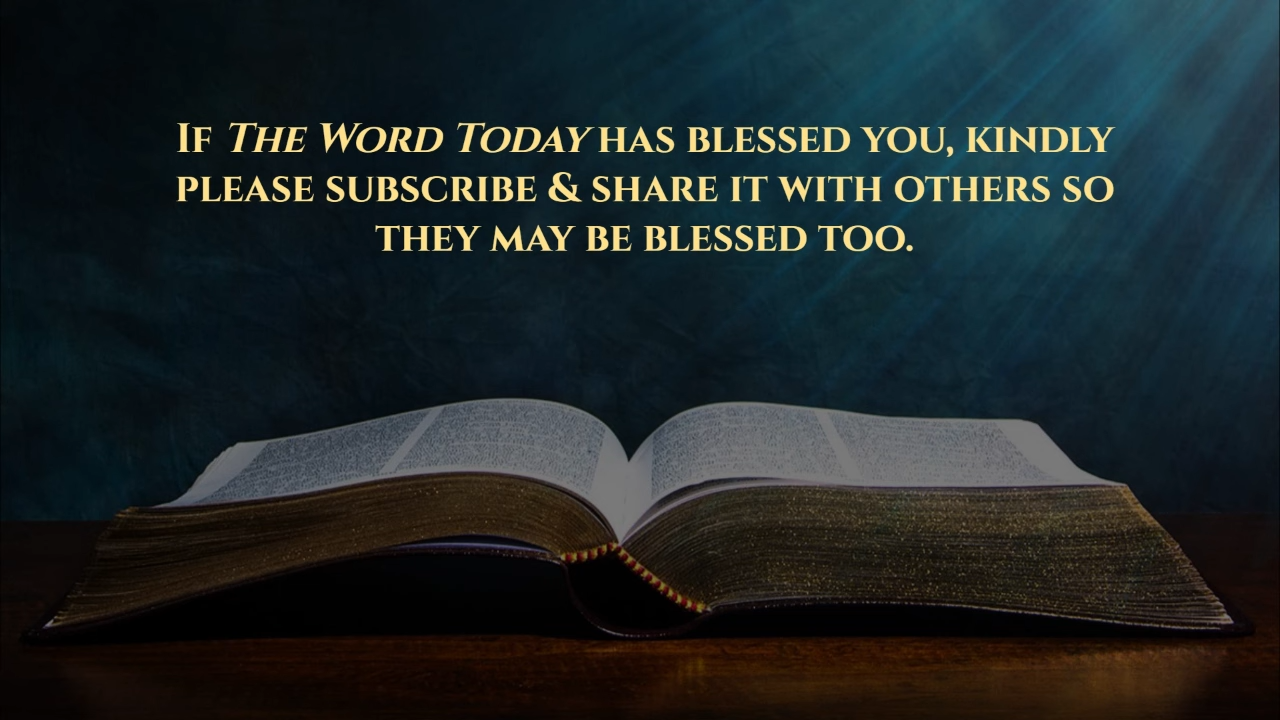 If The Word Today has blessed you, kindly
please subscribe & share it with others so
they may be blessed too.